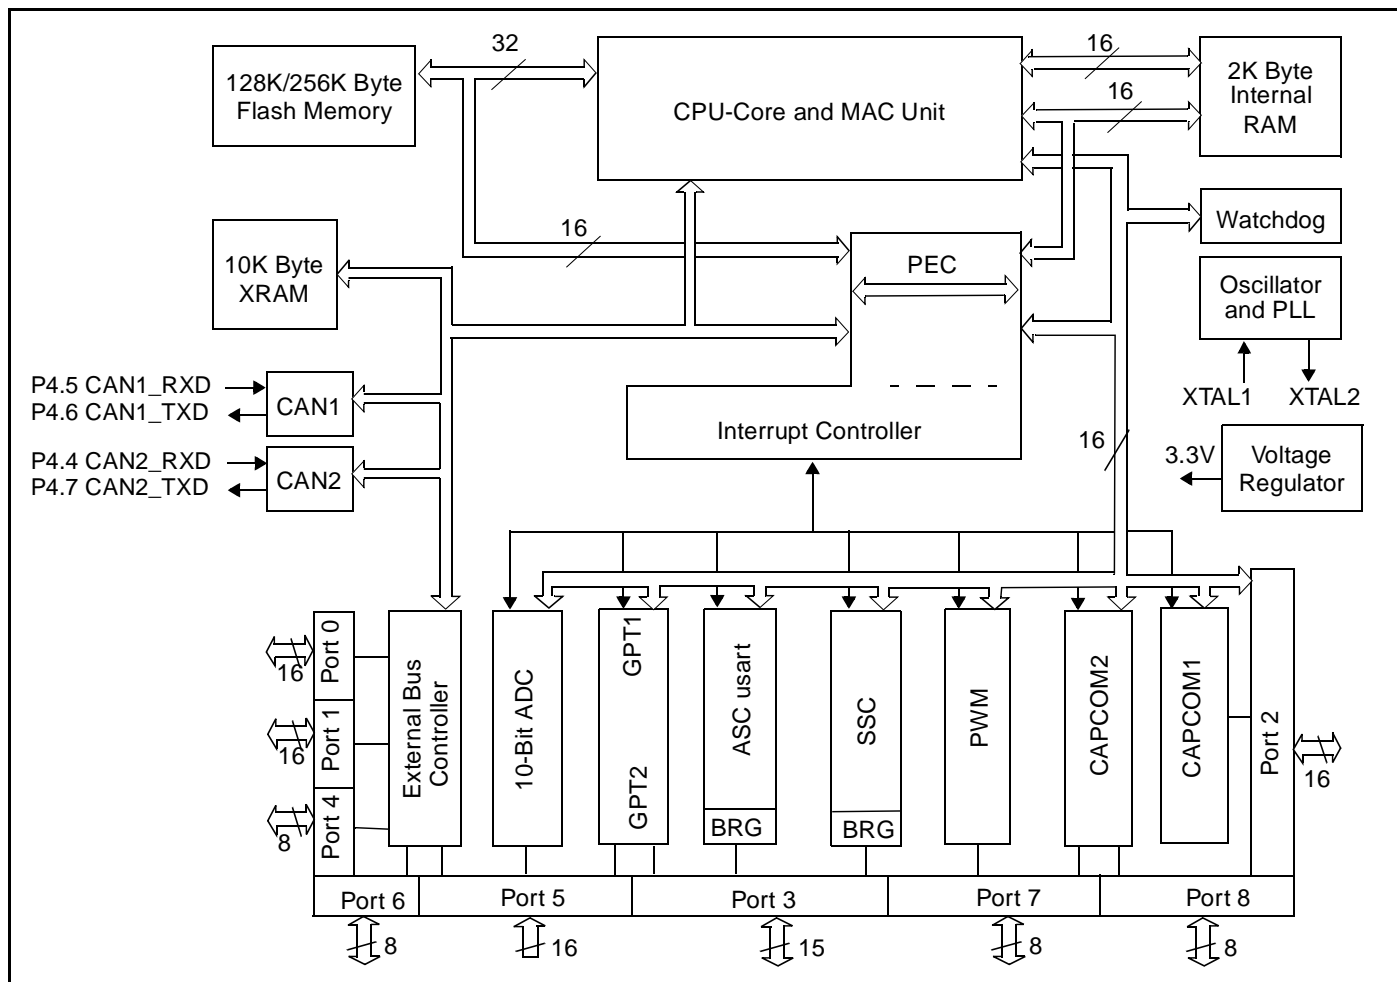 32
16
128K/256K Byte
Flash Memory
CPU-Core and MAC Unit
16
2K Byte
Internal
RAM
16
PEC
Watchdog
10K Byte
XRAM
Oscillator
and PLL
P4.5 CAN1_RXD
P4.6 CAN1_TXD
CAN1
XTAL1
XTAL2
Interrupt Controller
16
P4.4 CAN2_RXD
P4.7 CAN2_TXD
CAN2
3.3V
Voltage
Regulator
Port 0
16
Port 1
16
Port 4
8
External Bus
Controller
10-Bit ADC
GPT1
GPT2
ASC usart
BRG
SSC
BRG
PWM
CAPCOM2
CAPCOM1
Port 2
16
Port 6
Port 5
Port 3
Port 7
Port 8
8
16
15
8
8